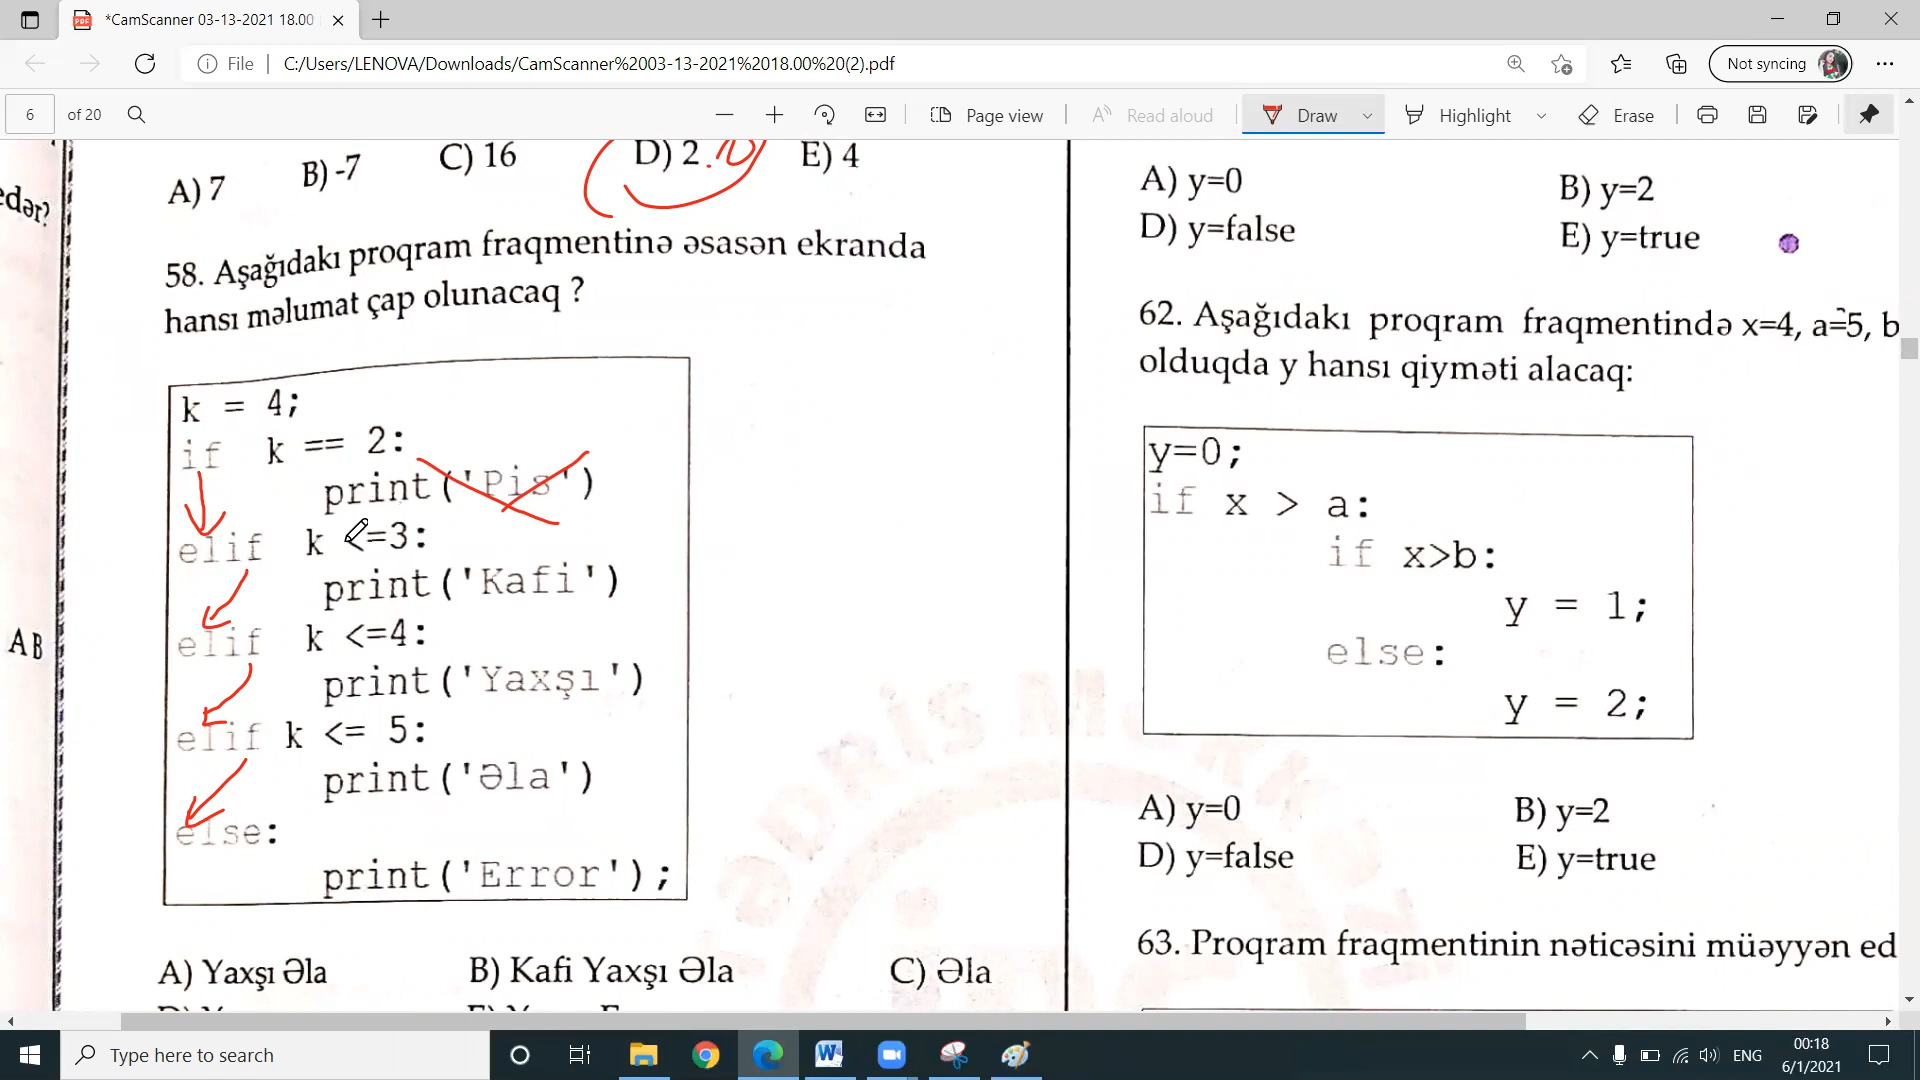 *CamScanner 03-13-2021 18.00
File
C:/Users/LENOVA/Downloads/CamScanner%2003-13-2021%2018.00%20(2).pdf
Not syncing
6 of 20
Page view
Read aloud
Draw
Highlight
Erase
edər?
A) 7 B) -7 C) 16 D) 2 E) 4
58. Aşağıdakı proqram fraqmentinə əsasən ekranda
hansı məlumat çap olunacaq ?
k = 4;
if k == 2:
print('Pis')
elif k <=3:
print('Kafi')
elif k <=4:
print('Yaxşı')
elif k <= 5:
print('Əla')
else:
print('Error');
A) Yaxşı Əla B) Kafi Yaxşı Əla C) Əla
AB
A) y=0 B) y=2
D) y=false E) y=true
62. Aşağıdakı proqram fraqmentində x=4, a=5, b
olduqda y hansı qiyməti alacaq:
y=0;
if x > a:
if x>b:
y = 1;
else:
y = 2;
A) y=0 B) y=2
D) y=false E) y=true
63. Proqram fraqmentinin nəticəsini müəyyən ed
Type here to search
ENG
00:18
6/1/2021